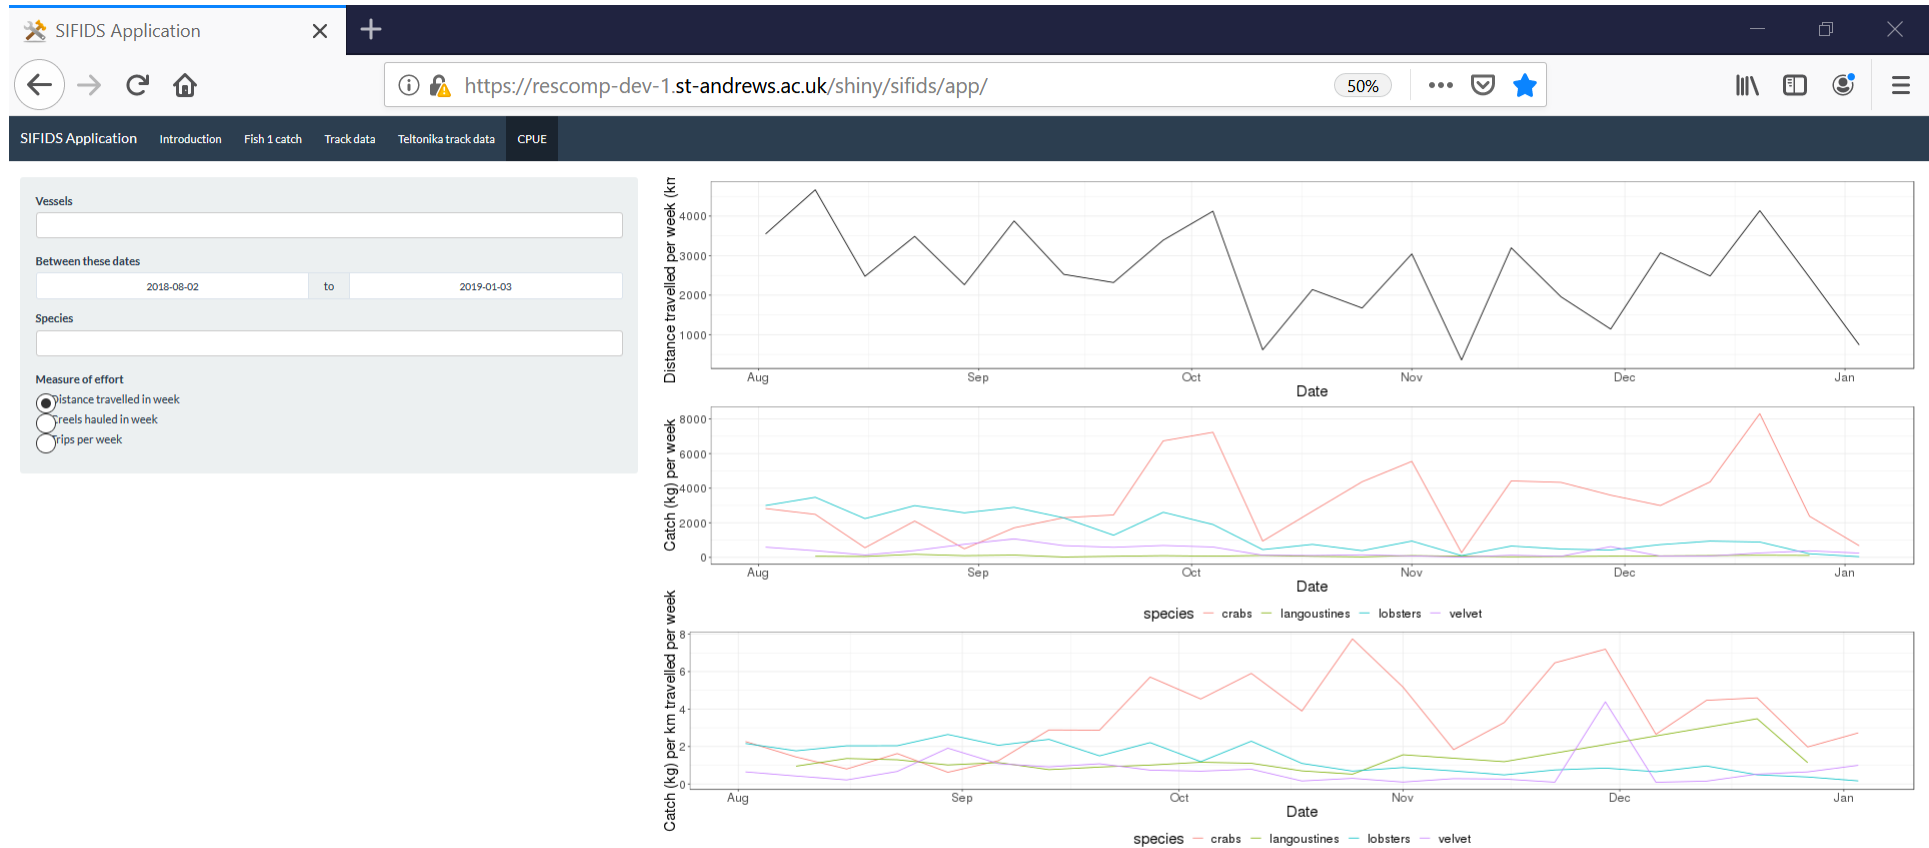 SIFIDS Application
https://rescomp-dev-1.st-andrews.ac.uk/shiny/sifids/app/
50%
SIFIDS Application Introduction Fish 1 catch Track data Teltonika track data CPUE
Vessels
Between these dates
2018-08-02 to 2019-01-03
Species
Measure of effort
Distance travelled in week
Creels hauled in week
Trips per week
Distance travelled per week (km
4000
3000
2000
1000
Aug Sep Oct Nov Dec Jan
Date
Catch (kg) per week
8000
6000
4000
2000
0
Aug Sep Oct Nov Dec Jan
Date
species crabs langoustines lobsters velvet
Catch (kg) per km travelled per week
8
6
4
2
0
Aug Sep Oct Nov Dec Jan
Date
species crabs langoustines lobsters velvet